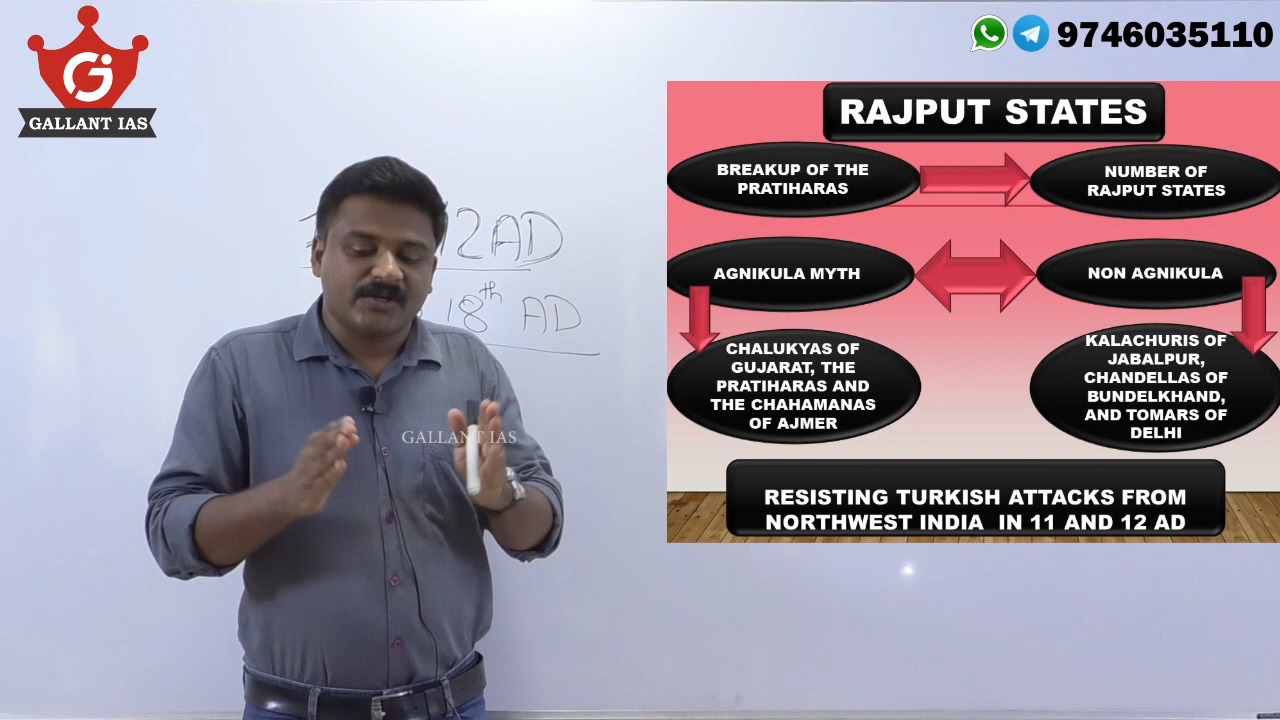 GALLANT IAS
9746035110
RAJPUT STATES
BREAKUP OF THE
PRATIHARAS
NUMBER OF
RAJPUT STATES
AGNIKULA MYTH
NON AGNIKULA
CHALUKYAS OF
GUJARAT, THE
PRATIHARAS AND
THE CHAHAMANAS
OF AJMER
KALACHURIS OF
JABALPUR,
CHANDELLAS OF
BUNDELKHAND,
AND TOMARS OF
DELHI
RESISTING TURKISH ATTACKS FROM
NORTHWEST INDIA IN 11 AND 12 AD
12 AD
18th AD
GALLANT IAS